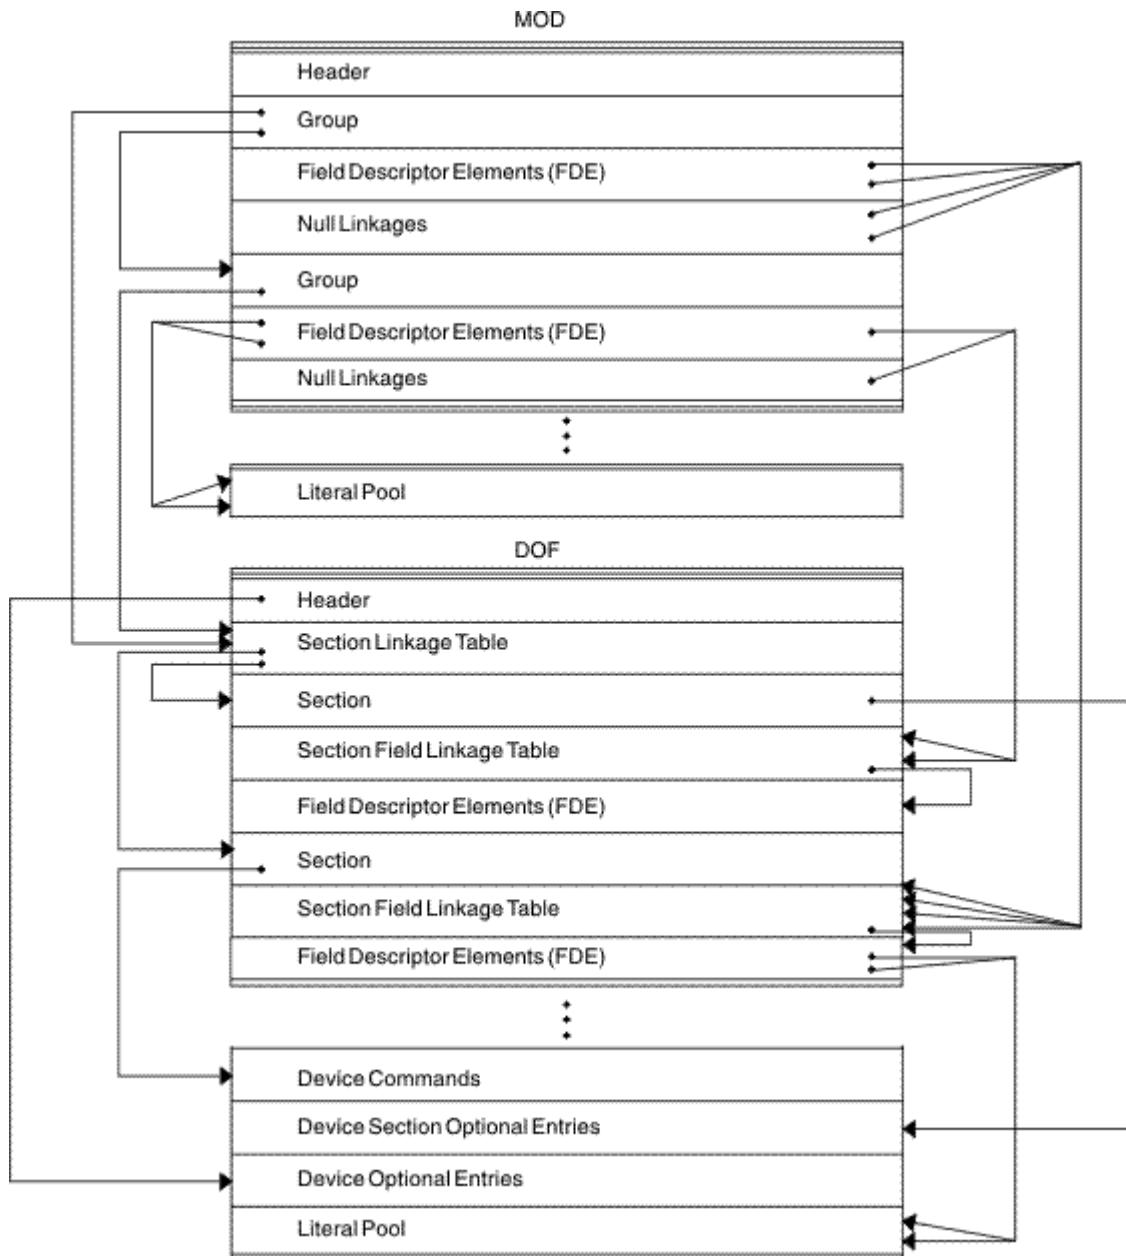 MOD
Header
Group
Field Descriptor Elements (FDE)
Null Linkages
Group
Field Descriptor Elements (FDE)
Null Linkages
Literal Pool
DOF
Header
Section Linkage Table
Section
Section Field Linkage Table
Field Descriptor Elements (FDE)
Section
Section Field Linkage Table
Field Descriptor Elements (FDE)
Device Commands
Device Section Optional Entries
Device Optional Entries
Literal Pool